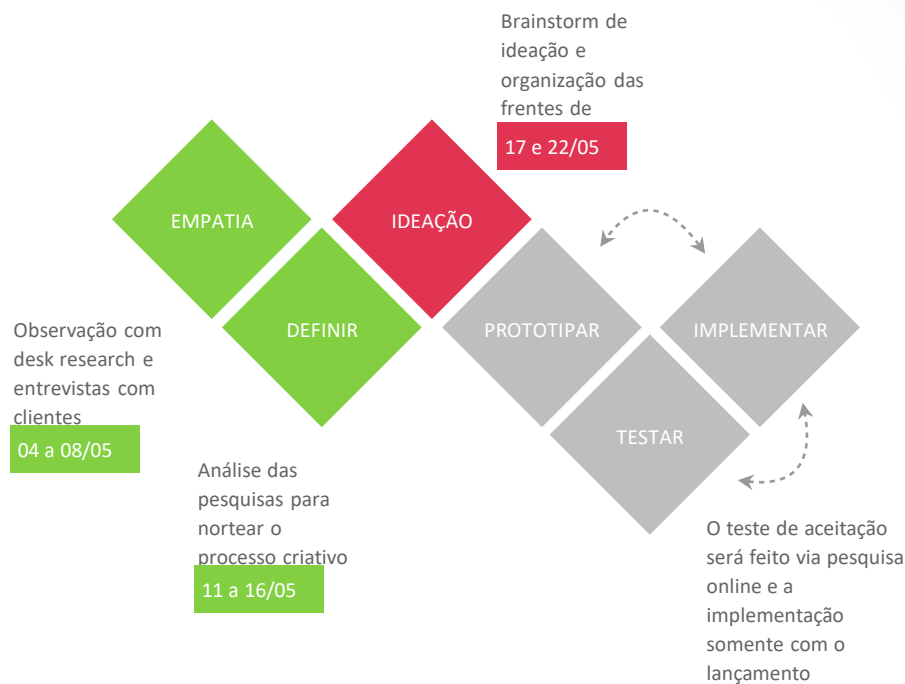 Brainstorm de
ideação e
organização das
frentes de
17 e 22/05
EMPATIA
IDEAÇÃO
DEFINIR
PROTOTIPAR
IMPLEMENTAR
TESTAR
Observação com
desk research e
entrevistas com
clientes
04 a 08/05
Análise das
pesquisas para
nortear o
processo criativo
11 a 16/05
O teste de aceitação
será feito via pesquisa
online e a
implementação
somente com o
lançamento